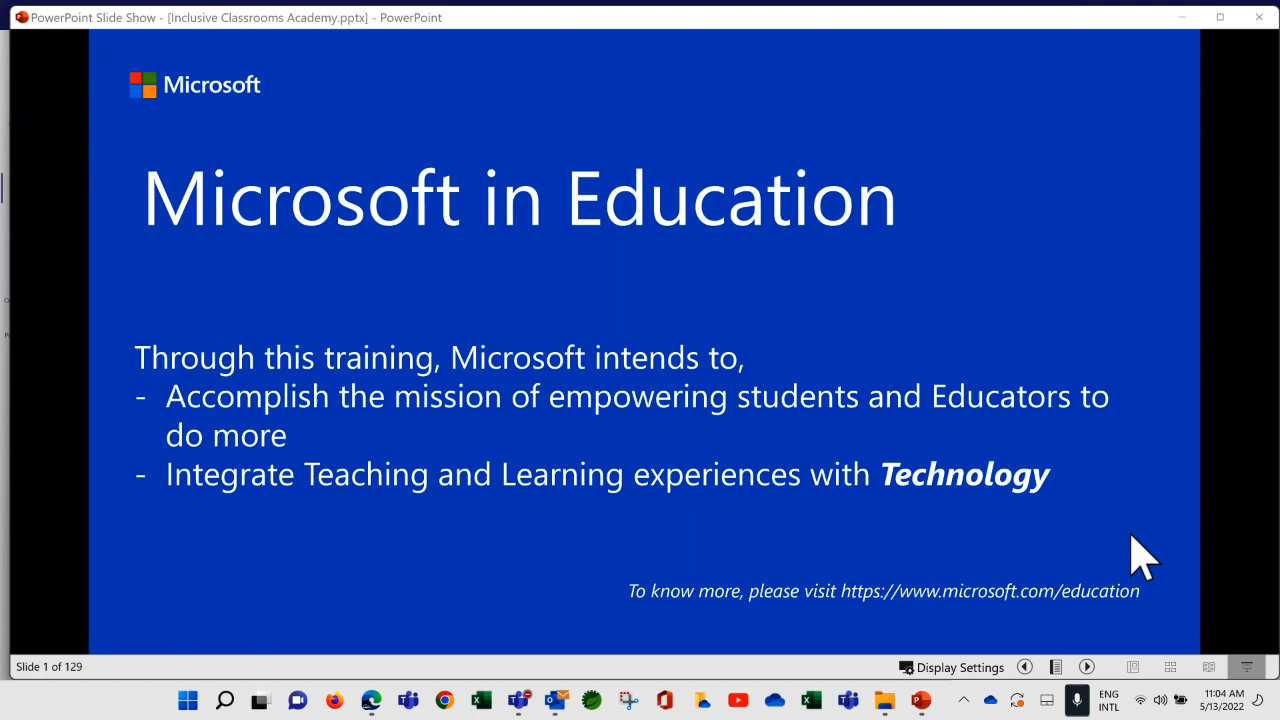 PowerPoint Slide Show - [Inclusive Classrooms Academy.pptx] - PowerPoint
Microsoft
Microsoft in Education
Through this training, Microsoft intends to,
- Accomplish the mission of empowering students and Educators to
do more
- Integrate Teaching and Learning experiences with Technology
To know more, please visit https://www.microsoft.com/education
Slide 1 of 129
Display Settings
ENG
INTL
11:04 AM
5/13/2022